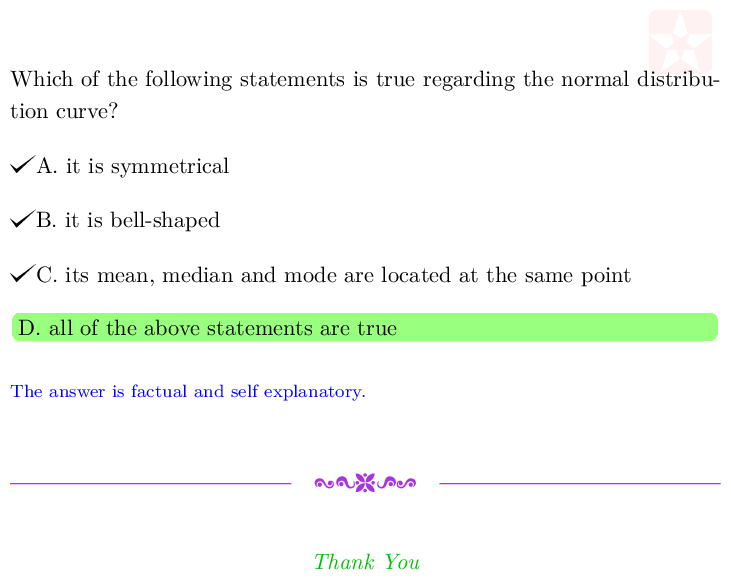 Which of the following statements is true regarding the normal distribu-
tion curve?
✓A. it is symmetrical
✓B. it is bell-shaped
✓C. its mean, median and mode are located at the same point
D. all of the above statements are true
The answer is factual and self explanatory.
Thank You